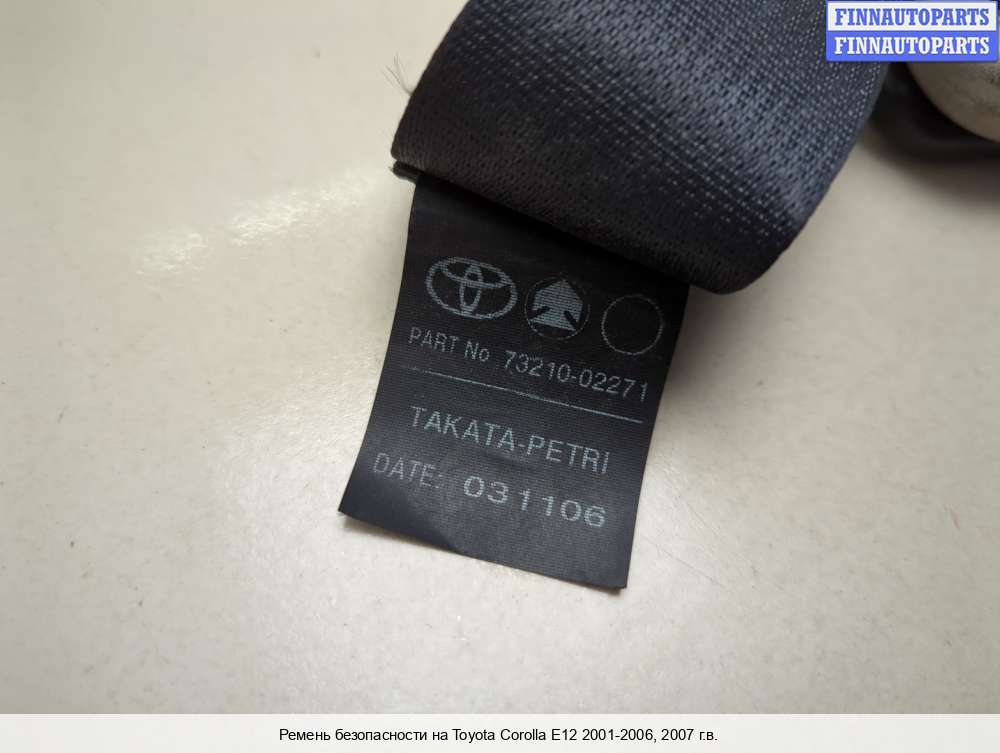 FINNAUTOPARTS
FINNAUTOPARTS
PART No 73210-02271
TAKATA-PETRI
DATE: 031106
Ремень безопасности на Toyota Corolla E12 2001-2006, 2007 г.в.